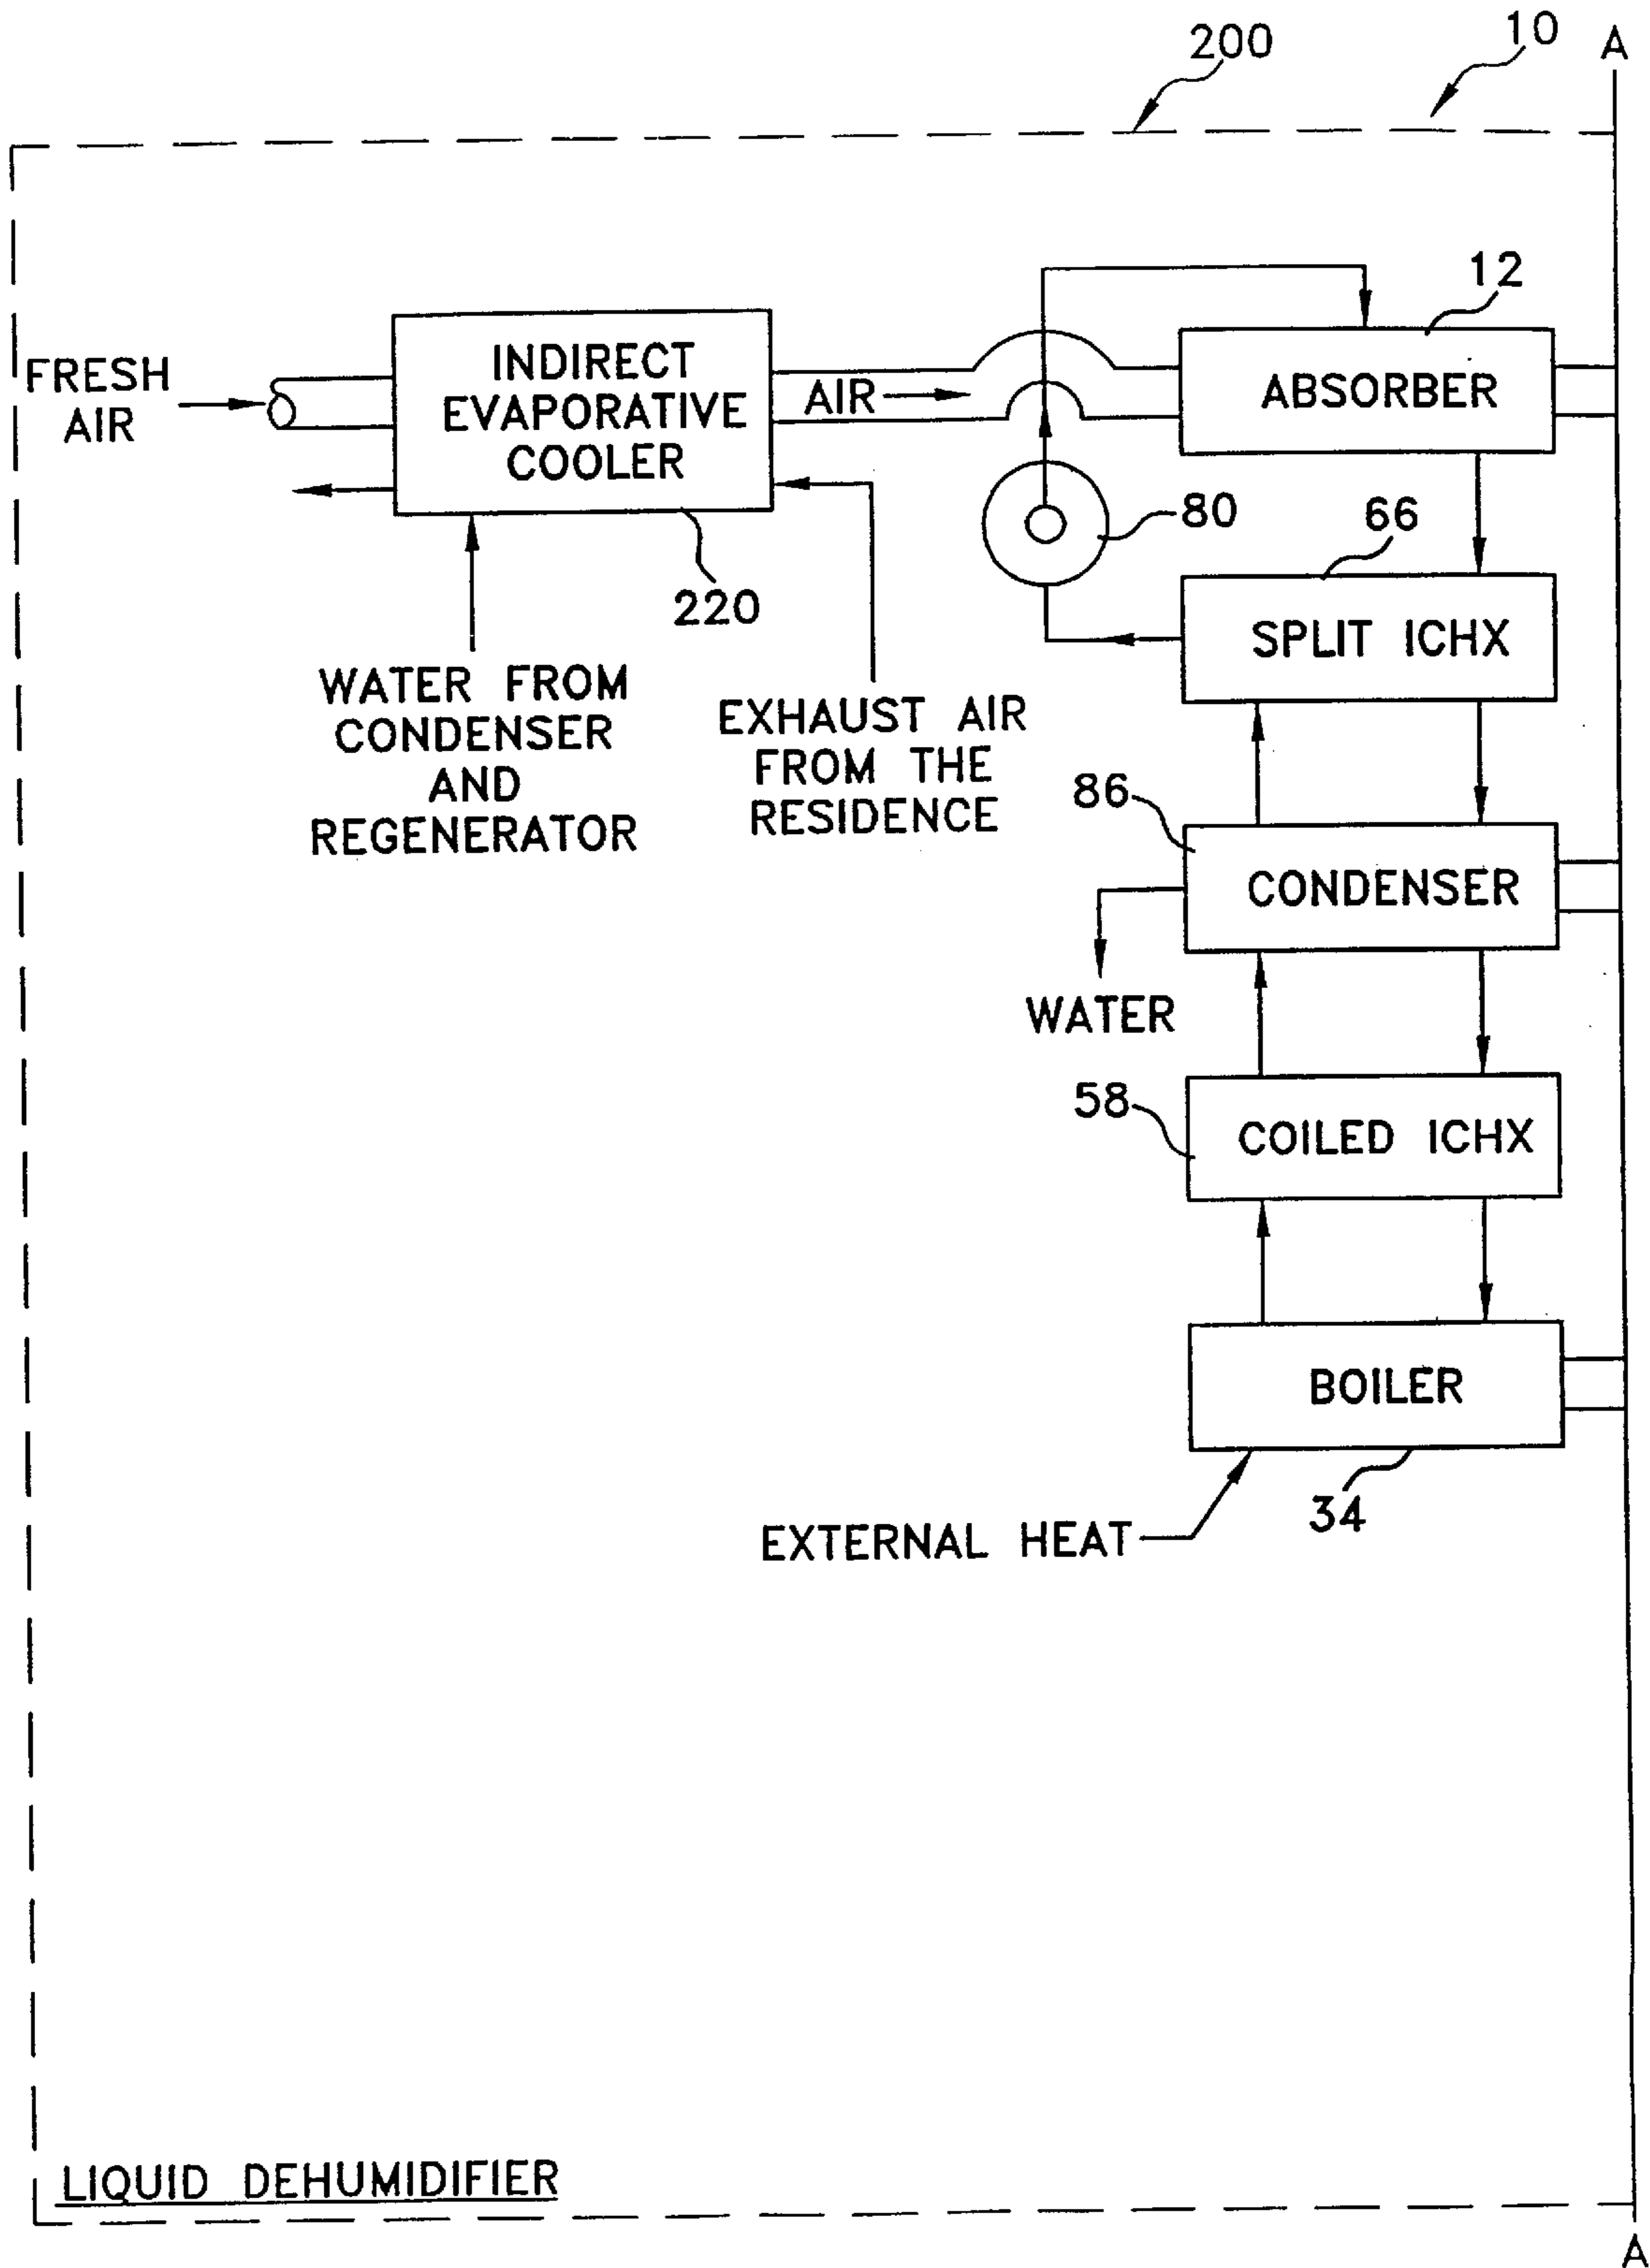 200
10
A
12
FRESH
AIR
INDIRECT
EVAPORATIVE
COOLER
AIR
ABSORBER
80
66
220
SPLIT ICHX
WATER FROM
CONDENSER
AND
REGENERATOR
EXHAUST AIR
FROM THE
RESIDENCE
86
CONDENSER
WATER
58
COILED ICHX
BOILER
34
EXTERNAL HEAT
LIQUID DEHUMIDIFIER
A